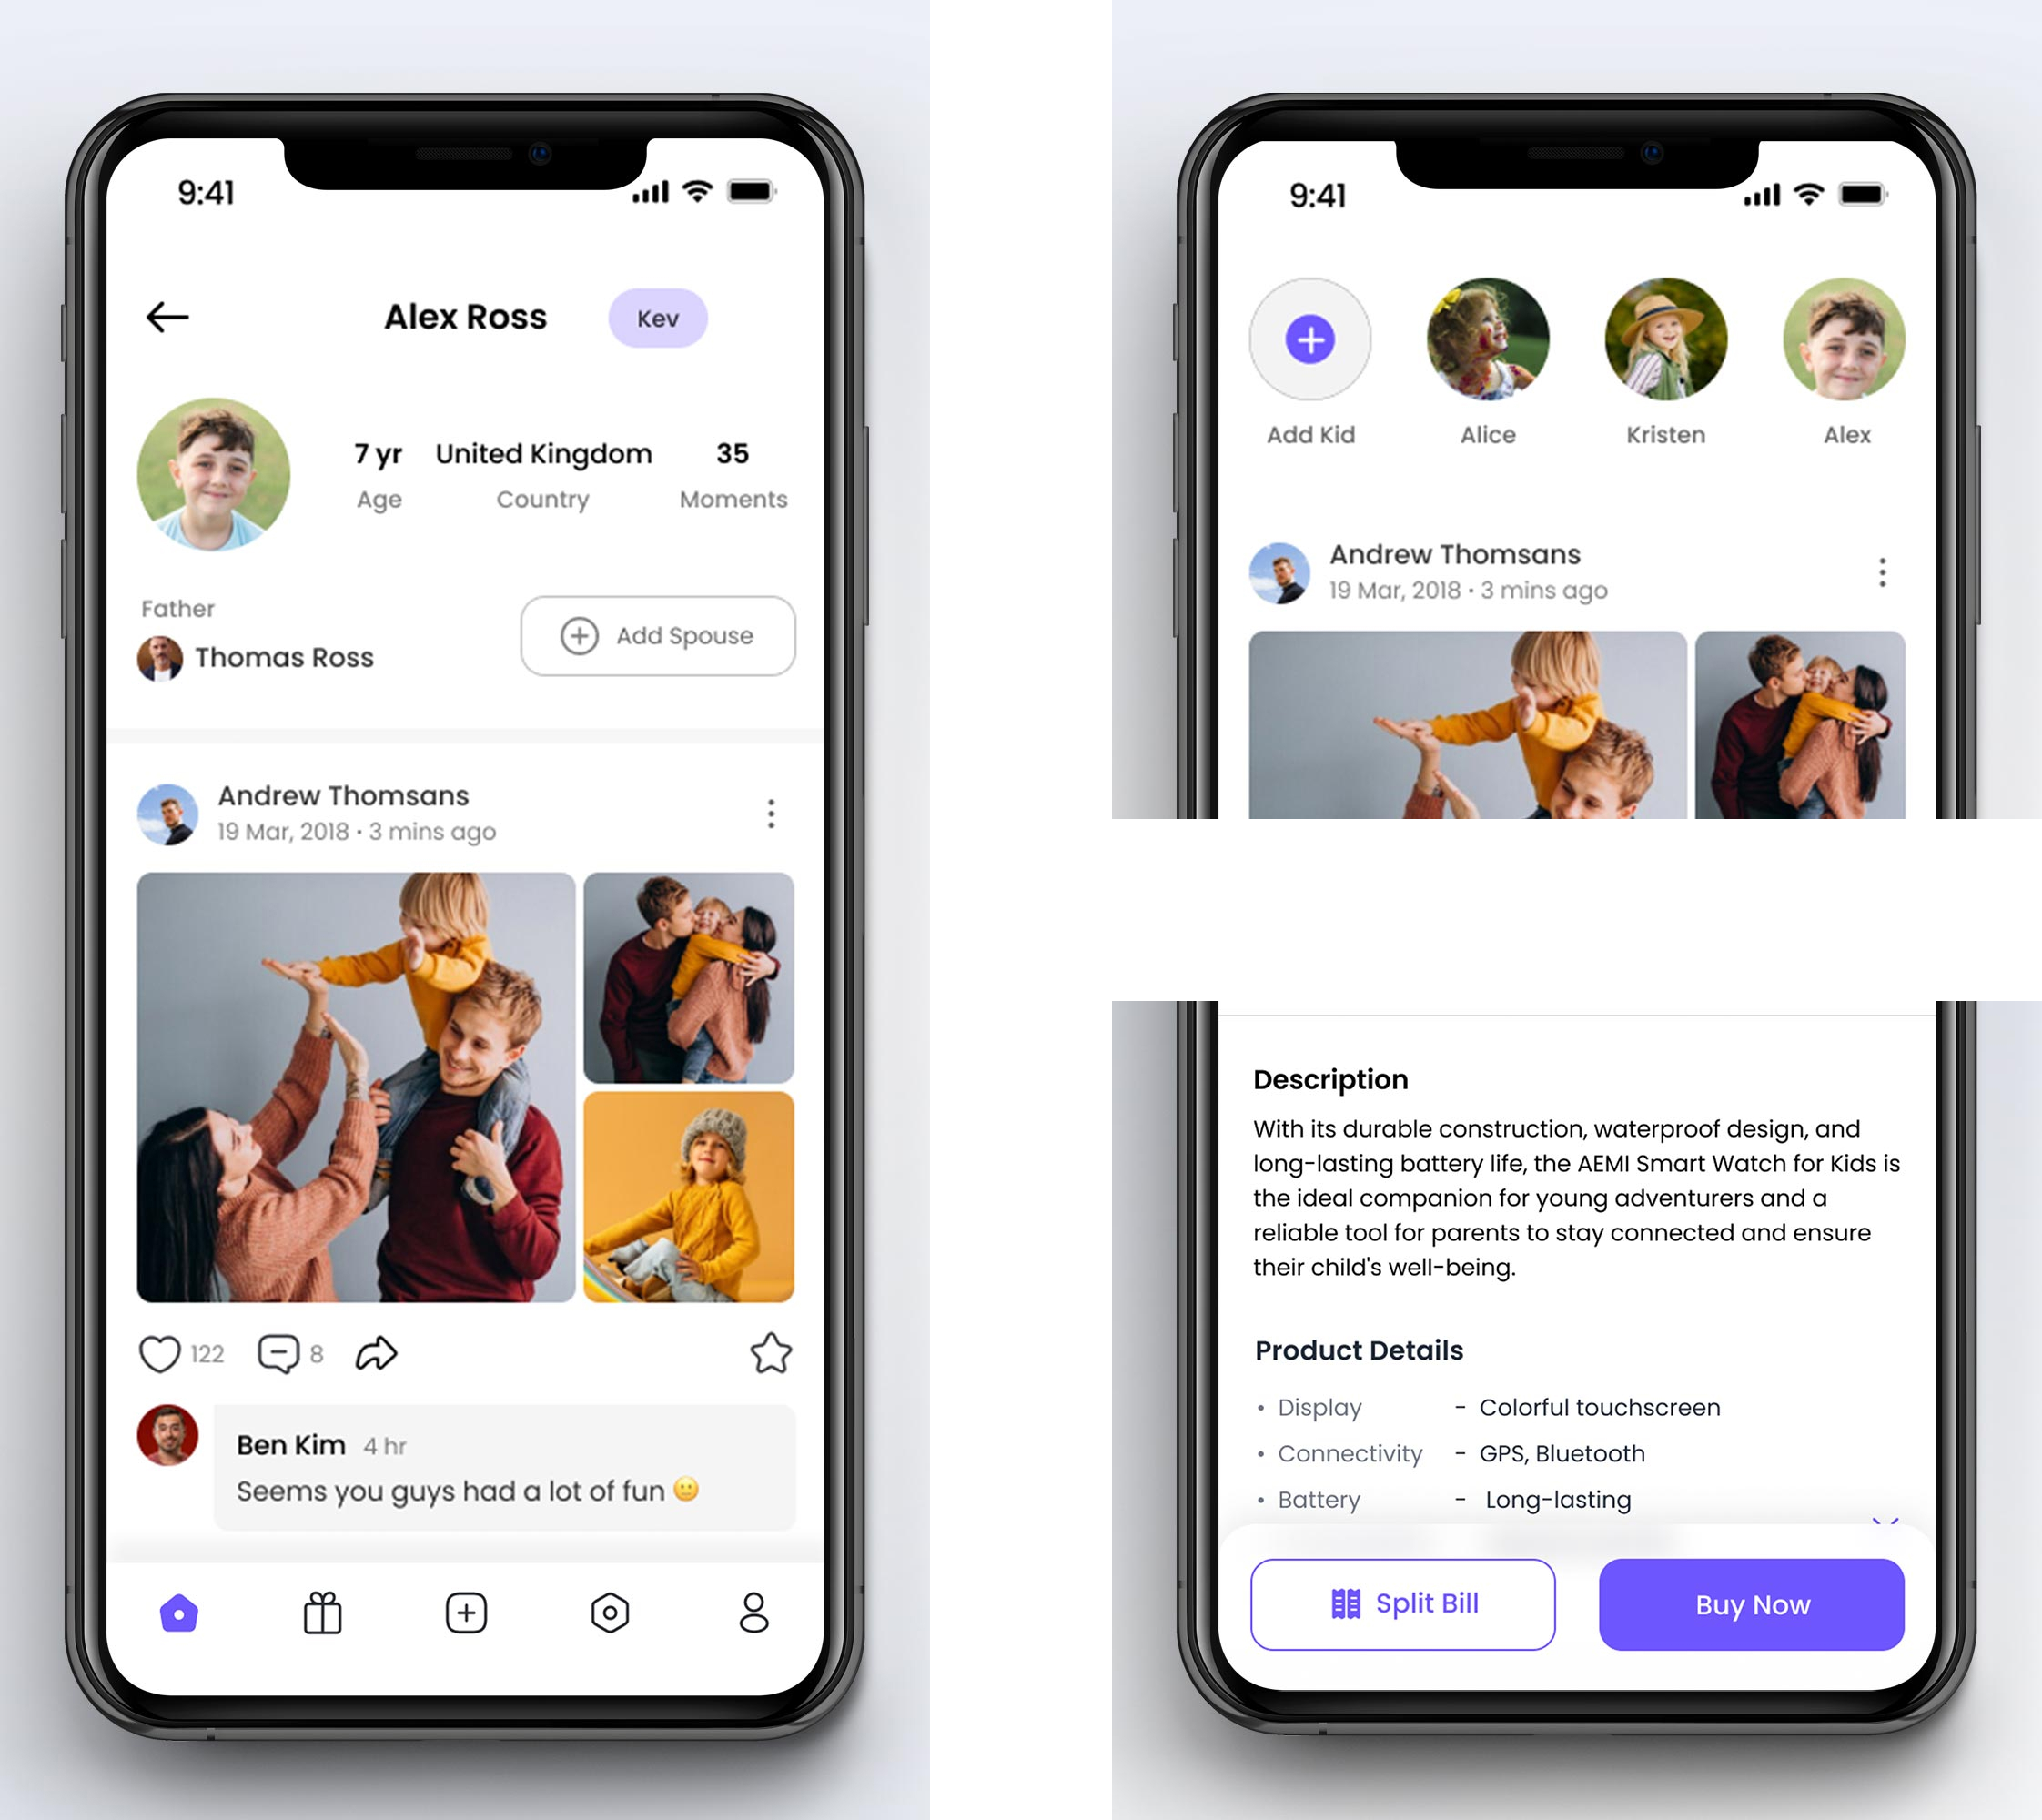 9:41
Alex Ross
Kev
7 yr
United Kingdom
35
Age
Country
Moments
Father
Thomas Ross
Add Spouse
Andrew Thomsans
19 Mar, 2018 • 3 mins ago
122
8
Ben Kim 4 hr
Seems you guys had a lot of fun 😐
9:41
Add Kid
Alice
Kristen
Alex
Andrew Thomsans
19 Mar, 2018 • 3 mins ago
Description
With its durable construction, waterproof design, and
long-lasting battery life, the AEMI Smart Watch for Kids is
the ideal companion for young adventurers and a
reliable tool for parents to stay connected and ensure
their child's well-being.
Product Details
• Display - Colorful touchscreen
• Connectivity - GPS, Bluetooth
• Battery - Long-lasting
Split Bill
Buy Now